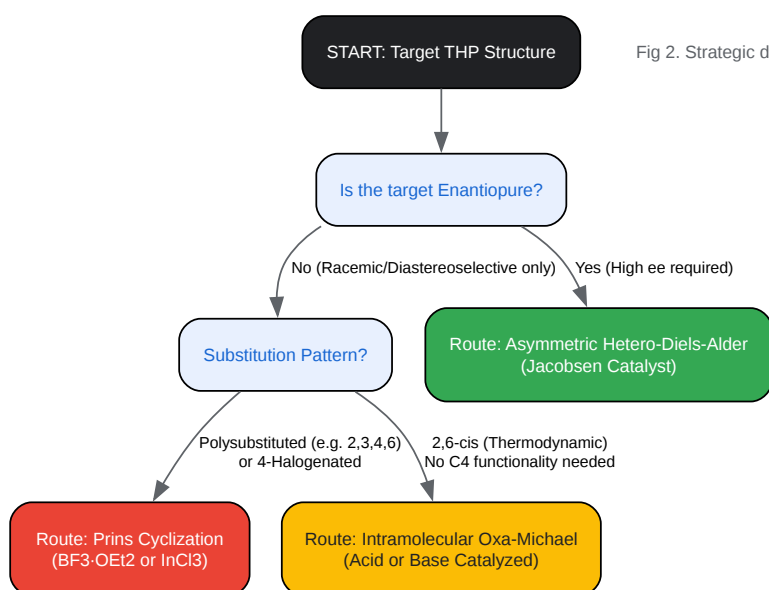 START: Target THP Structure
Fig 2. Strategic d
Is the target Enantiopure?
No (Racemic/Diastereoselective only)
Yes (High ee required)
Route: Asymmetric Hetero-Diels-Alder
(Jacobsen Catalyst)
Substitution Pattern?
Polysubstituted (e.g. 2,3,4,6)
or 4-Halogenated
2,6-cis (Thermodynamic)
No C4 functionality needed
Route: Prins Cyclization
(BF3·OEt2 or InCl3)
Route: Intramolecular Oxa-Michael
(Acid or Base Catalyzed)